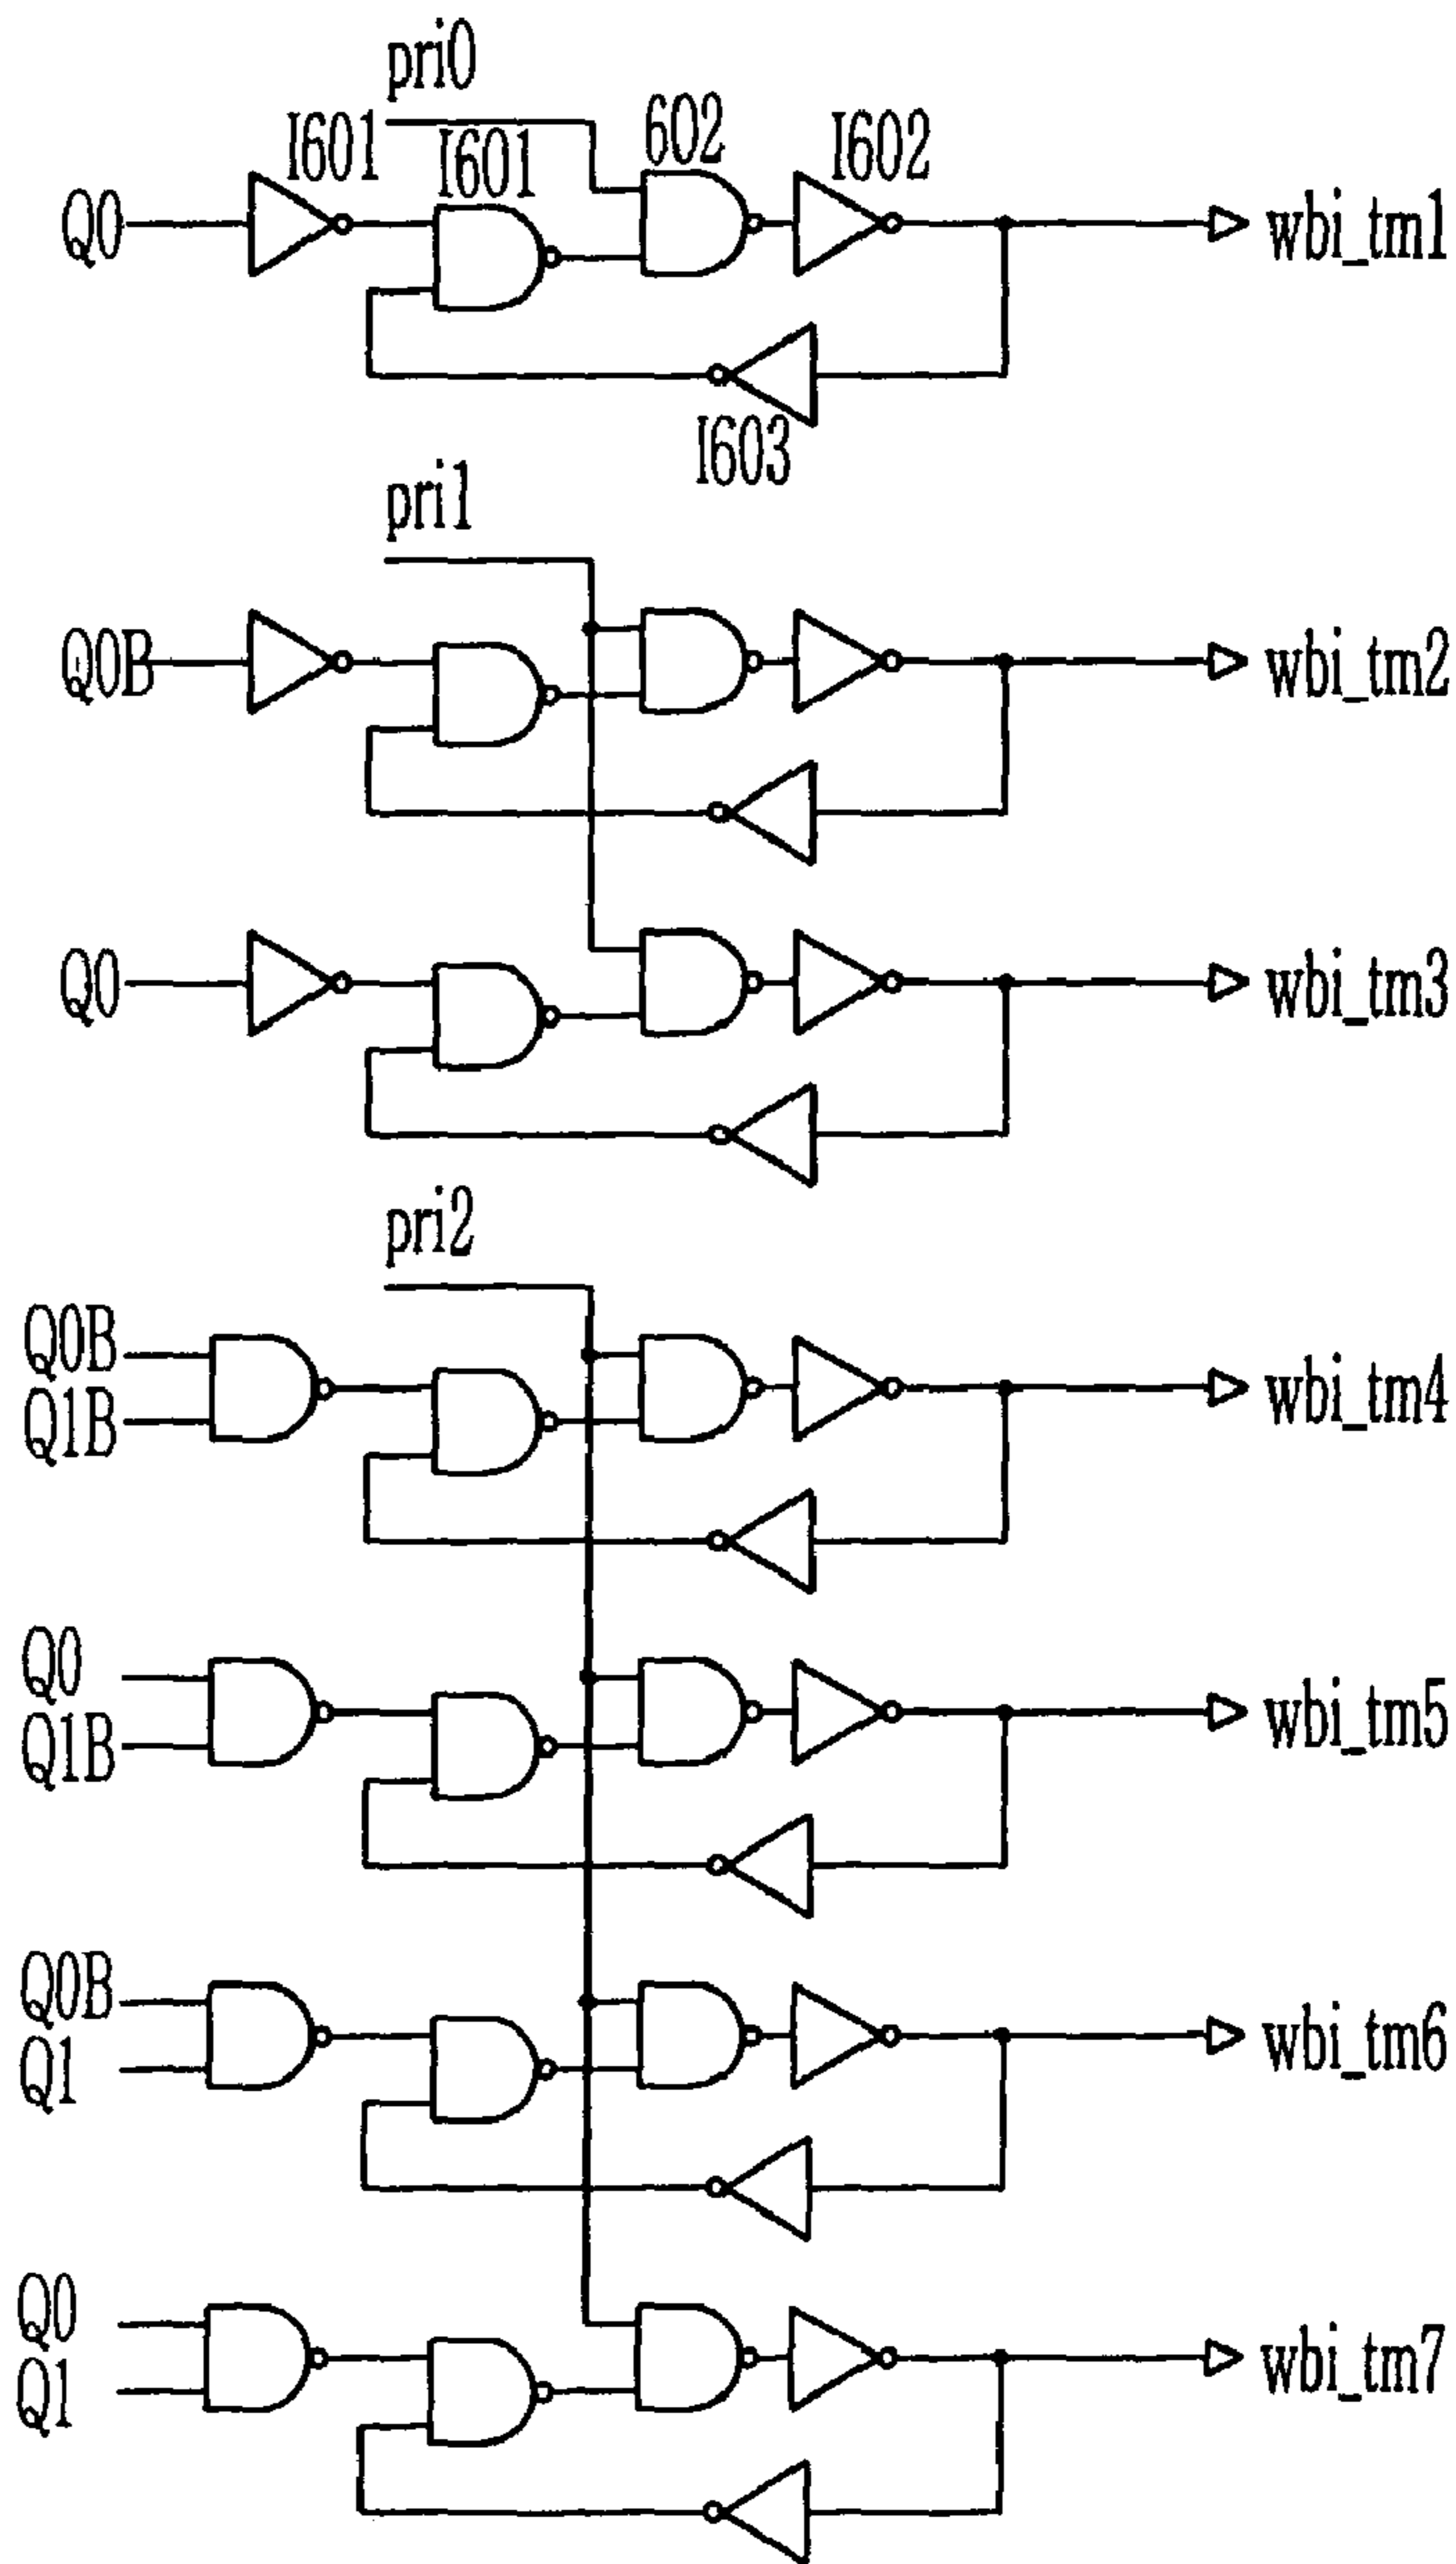 pri0
I601
I601
602
I602
Q0
wbi_tm1
I603
pri1
Q0B
wbi_tm2
Q0
wbi_tm3
pri2
Q0B
Q1B
wbi_tm4
Q0
Q1B
wbi_tm5
Q0B
Q1
wbi_tm6
Q0
Q1
wbi_tm7